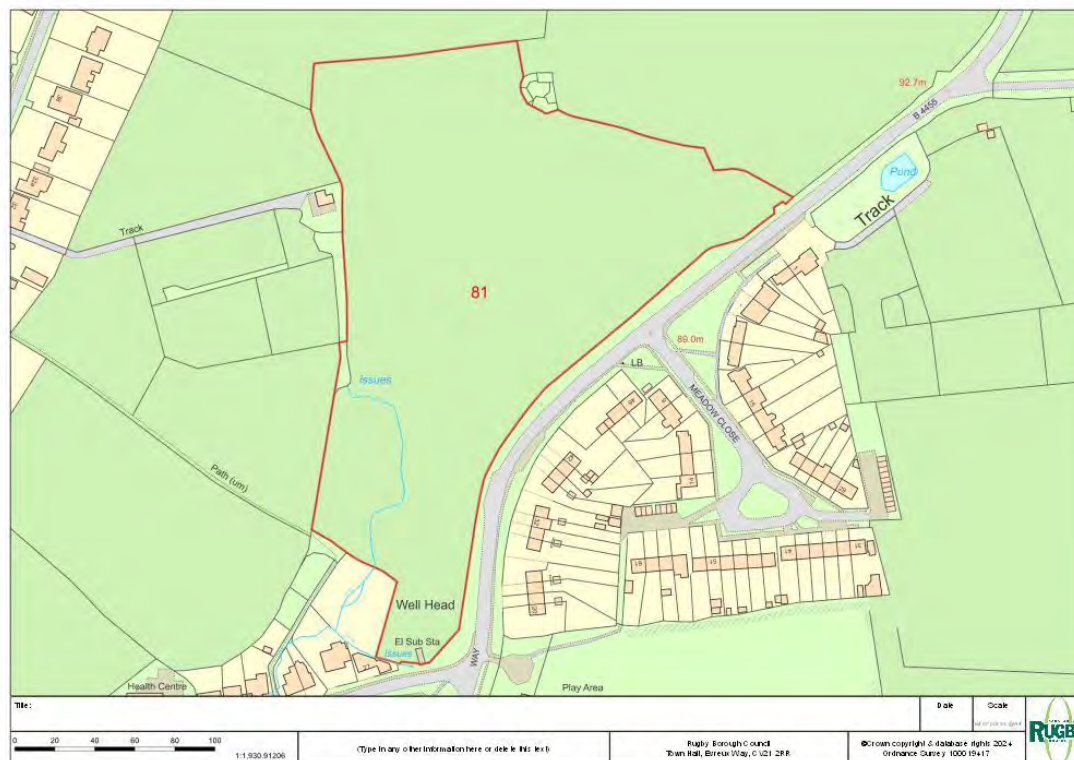 92.7m
B 4455
Pond
Track
Track
81
89.0m
LB
MEADOW CLOSE
Issues
Path (um)
Well Head
El Sub Sta
Issues
WAY
Health Centre
Play Area
Title:
Date
Scale
0 20 40 60 80 100
1:1,930.91206
(Type in any other information here or delete this text)
Rugby Borough Council
Town Hall, Evreux Way, CV21 2RR
©Crown copyright & database rights 2024
Ordnance Survey 100019417
RUGB